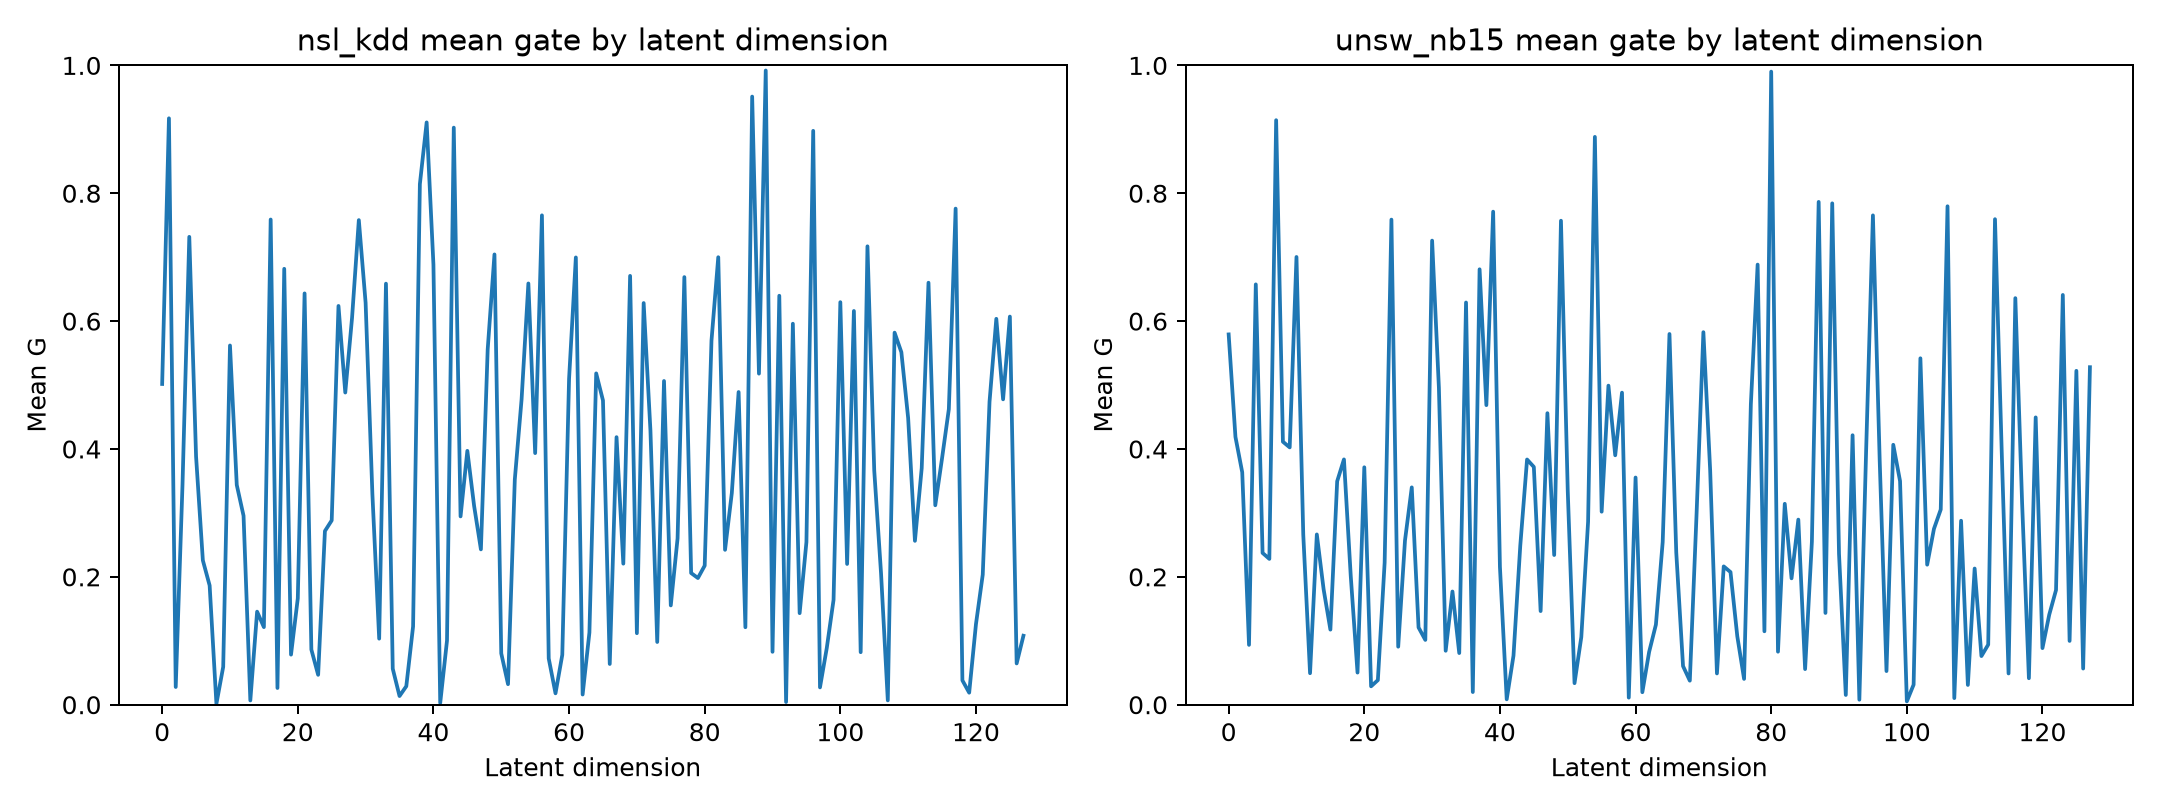 nsl_kdd mean gate by latent dimension
1.0
0.8
0.6
0.4
0.2
0.0
Mean G
0 20 40 60 80 100 120
Latent dimension
unsw_nb15 mean gate by latent dimension
1.0
0.8
0.6
0.4
0.2
0.0
Mean G
0 20 40 60 80 100 120
Latent dimension